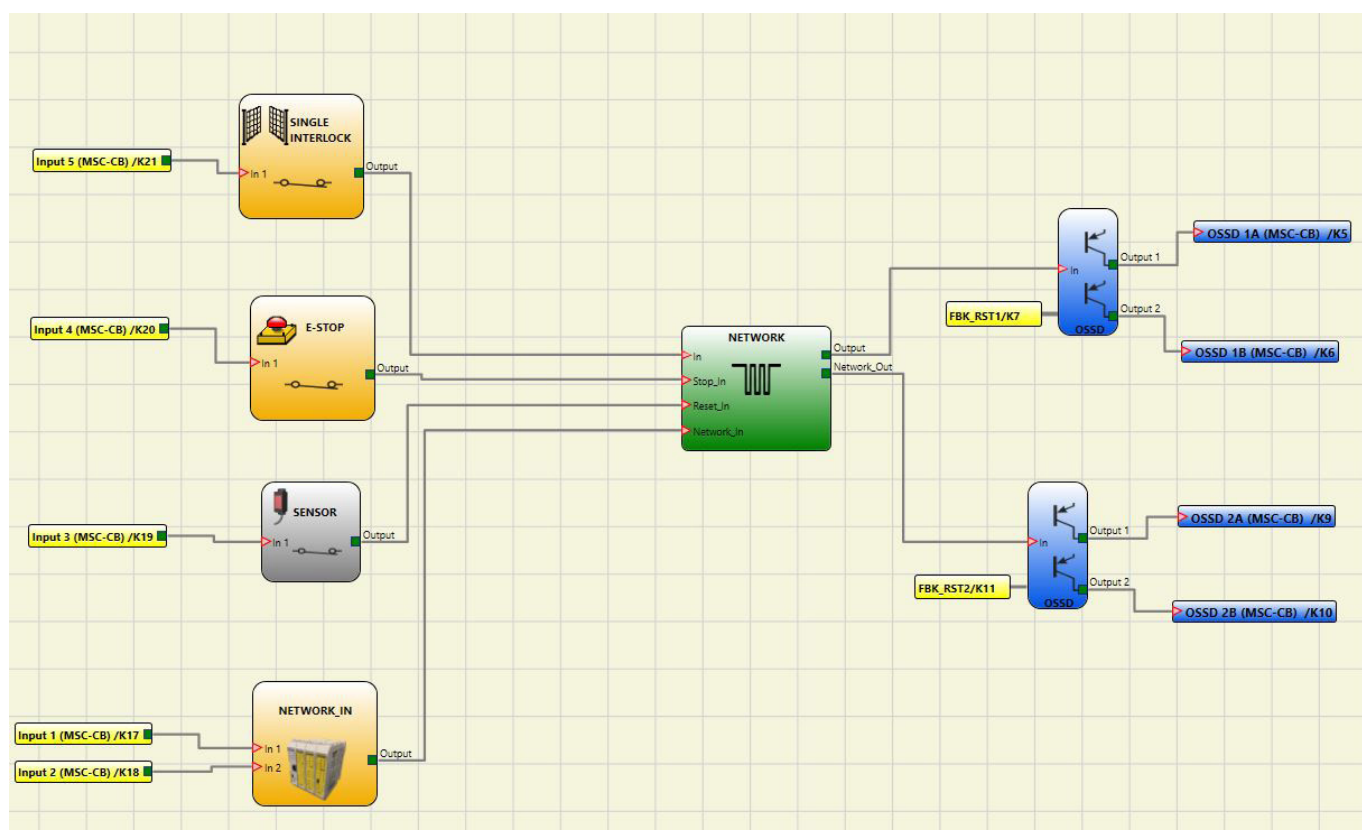 SINGLE
INTERLOCK
Input 5 (MSC-CB) /K21
In 1
Output
E-STOP
Input 4 (MSC-CB) /K20
In 1
Output
SENSOR
Input 3 (MSC-CB) /K19
In 1
Output
NETWORK_IN
Input 1 (MSC-CB) /K17
Input 2 (MSC-CB) /K18
In 1
In 2
Output
NETWORK
In
Stop_In
Reset_In
Network_In
Output
Network_Out
In
Output 1
Output 2
FBK_RST1/K7
OSSD
OSSD 1A (MSC-CB) /K5
OSSD 1B (MSC-CB) /K6
In
Output 1
Output 2
FBK_RST2/K11
OSSD
OSSD 2A (MSC-CB) /K9
OSSD 2B (MSC-CB) /K10